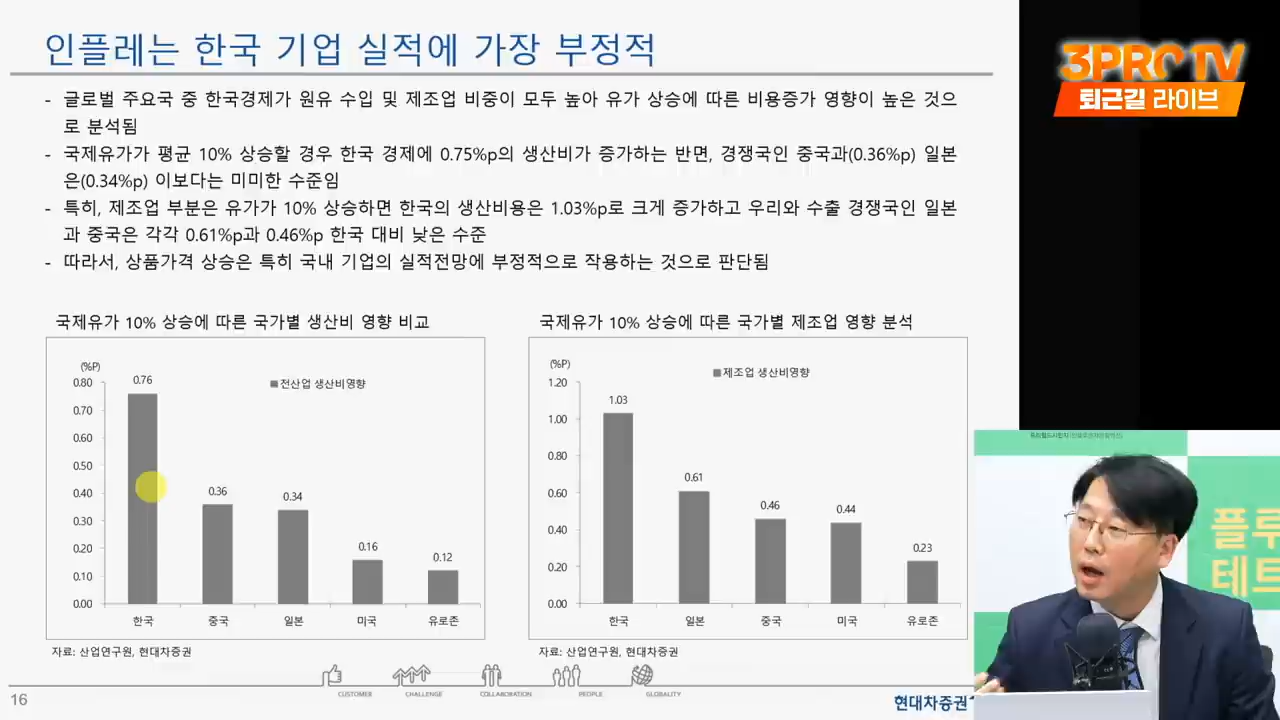 인플레는 한국 기업 실적에 가장 부정적
3PRO TV
퇴근길 라이브
- 글로벌 주요국 중 한국경제가 원유 수입 및 제조업 비중이 모두 높아 유가 상승에 따른 비용증가 영향이 높은 것으
로 분석됨
- 국제유가가 평균 10% 상승할 경우 한국 경제에 0.75%p의 생산비가 증가하는 반면, 경쟁국인 중국과(0.36%p) 일본
은(0.34%p) 이보다는 미미한 수준임
- 특히, 제조업 부분은 유가가 10% 상승하면 한국의 생산비용은 1.03%p로 크게 증가하고 우리와 수출 경쟁국인 일본
과 중국은 각각 0.61%p과 0.46%p 한국 대비 낮은 수준
- 따라서, 상품가격 상승은 특히 국내 기업의 실적전망에 부정적으로 작용하는 것으로 판단됨
국제유가 10% 상승에 따른 국가별 생산비 영향 비교
(%P)
전산업 생산비영향
0.80
0.70
0.60
0.50
0.40
0.30
0.20
0.10
0.00
0.76
0.36
0.34
0.16
0.12
한국 중국 일본 미국 유로존
자료: 산업연구원, 현대차증권
국제유가 10% 상승에 따른 국가별 제조업 영향 분석
(%P)
제조업 생산비영향
1.20
1.00
0.80
0.60
0.40
0.20
0.00
1.03
0.61
0.46
0.44
0.23
한국 일본 중국 미국 유로존
자료: 산업연구원, 현대차증권
플루
테트
16
CUSTOMER CHALLENGE COLLABORATION PEOPLE GLOBALITY
현대차증권